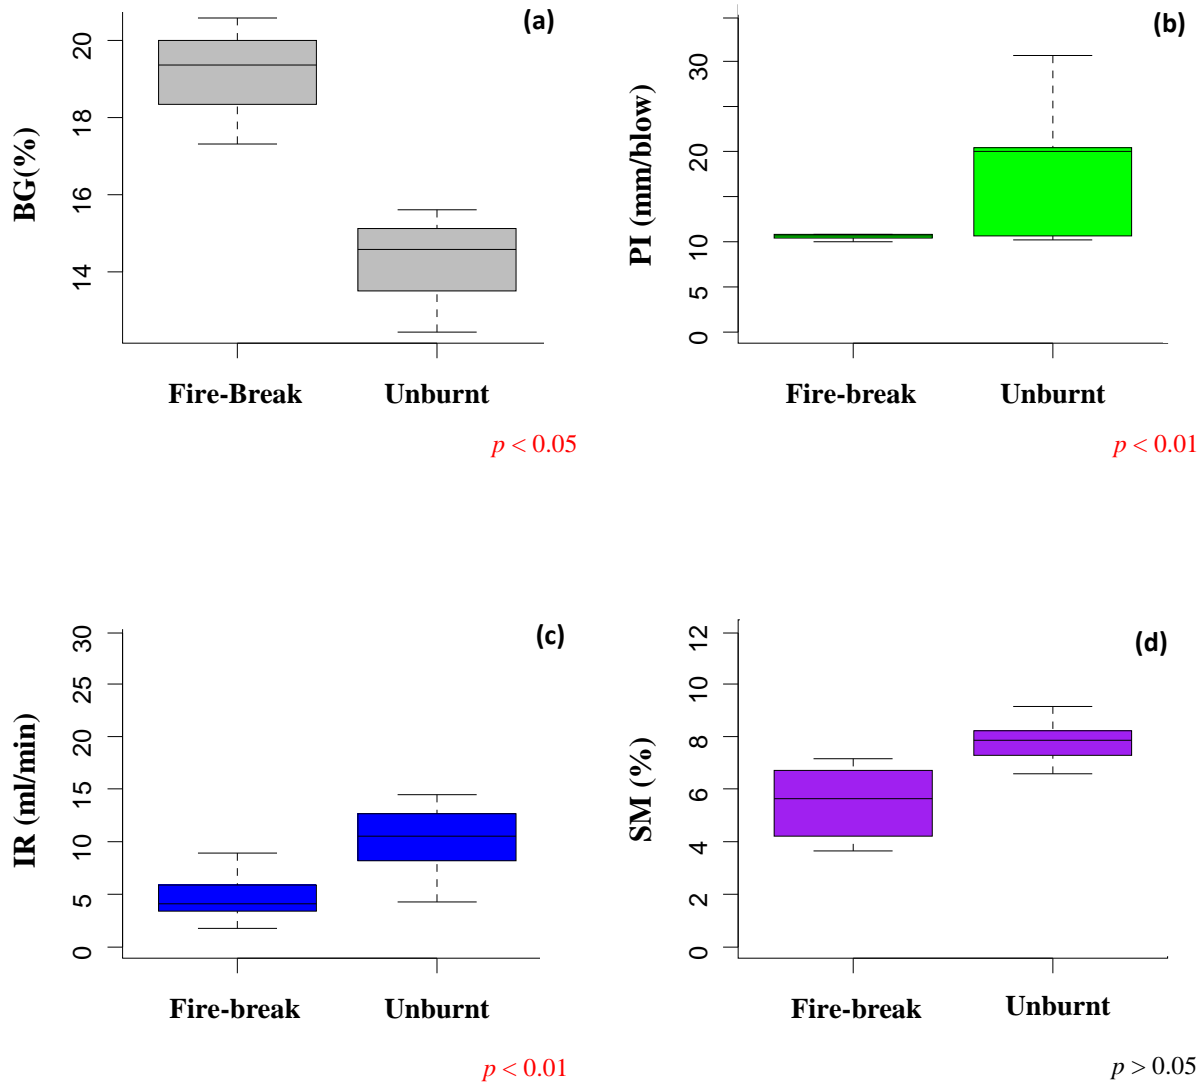 (a)
BG(%)
20
18
16
14
Fire-Break Unburnt
p < 0.05
(b)
PI (mm/blow)
30
20
10
5
0
Fire-break Unburnt
p < 0.01
(c)
IR (ml/min)
30
25
20
15
10
5
0
Fire-break Unburnt
p < 0.01
(d)
SM (%)
12
10
8
6
4
2
0
Fire-break Unburnt
p > 0.05